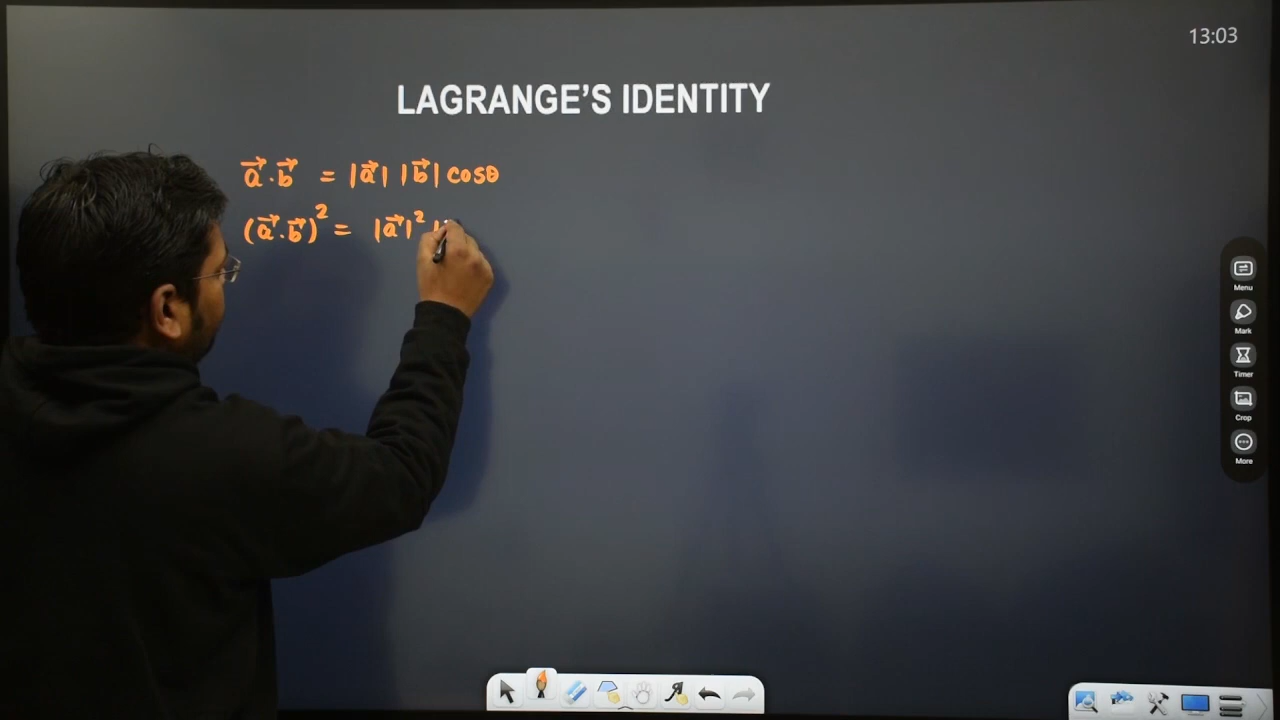 13:03
LAGRANGE'S IDENTITY
a⃗.b⃗ = |a⃗| |b⃗| cosθ
(a⃗.b⃗)² = |a⃗|² |
Menu
Mark
Timer
Crop
More